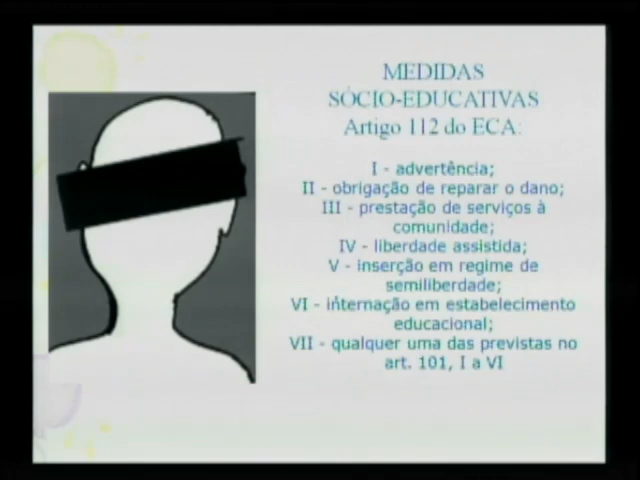 MEDIDAS
SÓCIO-EDUCATIVAS
Artigo 112 do ECA:
I - advertência;
II - obrigação de reparar o dano;
III - prestação de serviços à
comunidade;
IV - liberdade assistida;
V - inserção em regime de
semiliberdade;
VI - internação em estabelecimento
educacional;
VII - qualquer uma das previstas no
art. 101, I a VI